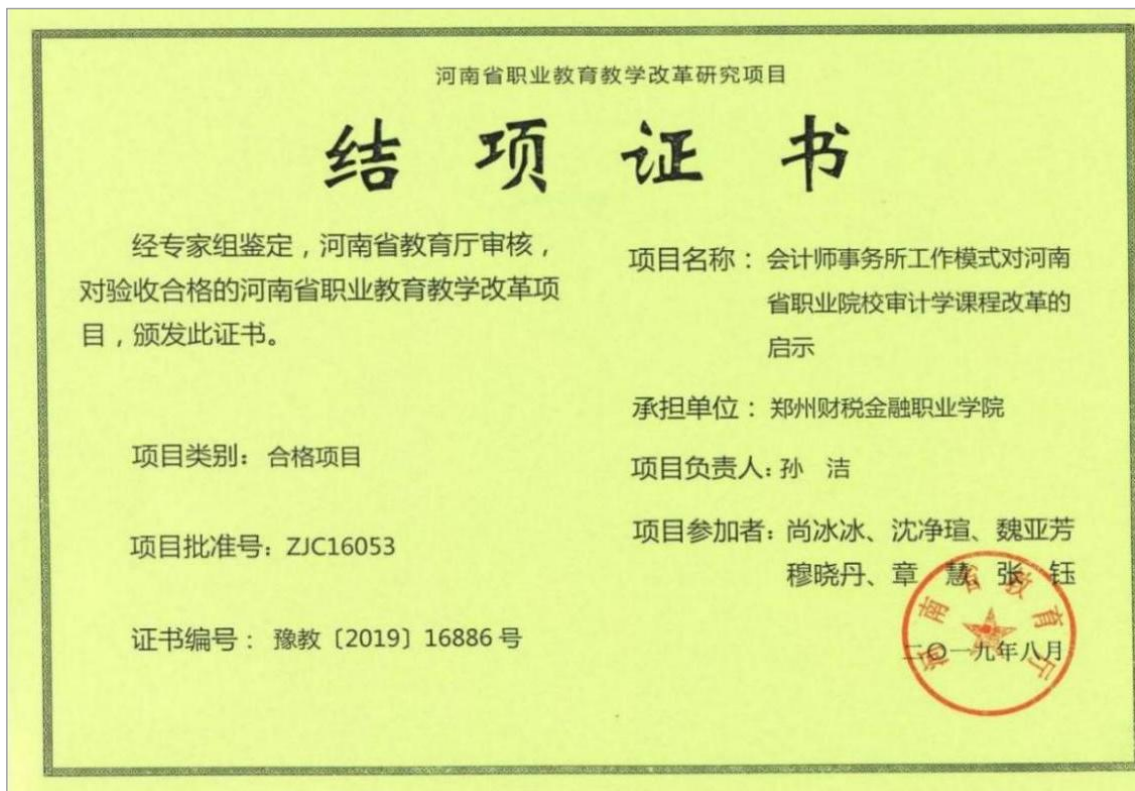 河南省职业教育教学改革研究项目
结项证书
经专家组鉴定，河南省教育厅审核，
对验收合格的河南省职业教育教学改革项
目，颁发此证书。
项目类别：合格项目
项目批准号：ZJC16053
证书编号：豫教〔2019〕16886号
项目名称：会计师事务所工作模式对河南
省职业院校审计学课程改革的
启示
承担单位：郑州财税金融职业学院
项目负责人：孙　洁
项目参加者：尚冰冰、沈净瑄、魏亚芳
穆晓丹、章　慧、张　钰
河南省教育厅
二〇一九年八月